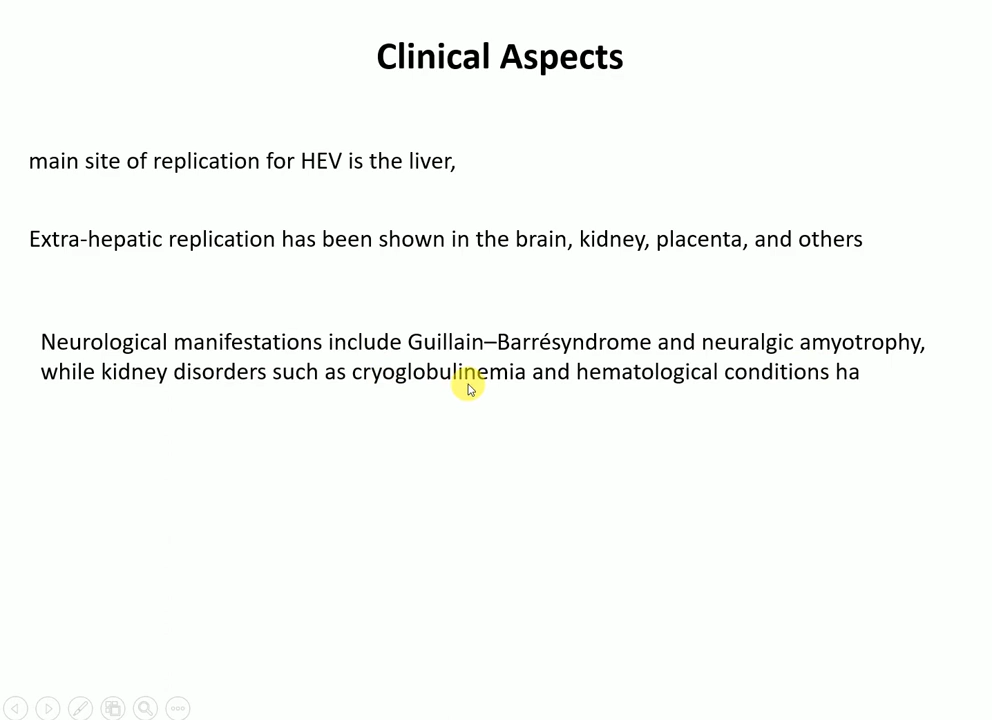 Clinical Aspects
main site of replication for HEV is the liver,
Extra-hepatic replication has been shown in the brain, kidney, placenta, and others
Neurological manifestations include Guillain–Barrésyndrome and neuralgic amyotrophy,
while kidney disorders such as cryoglobulinemia and hematological conditions ha